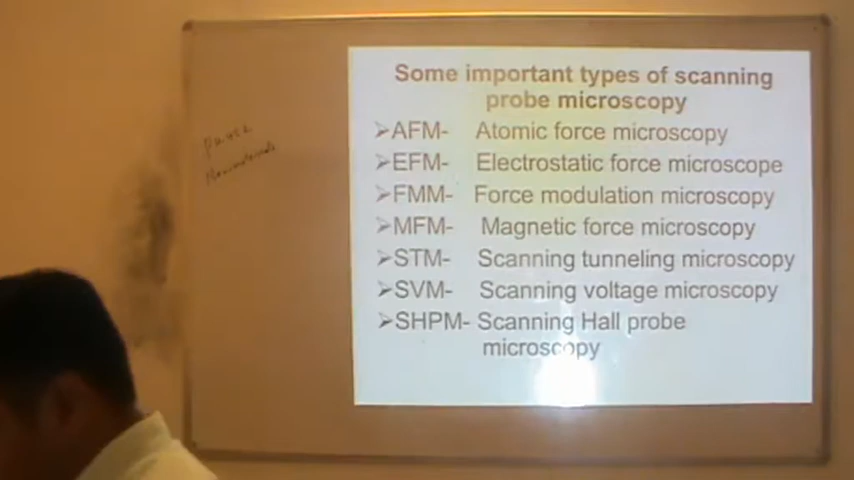 Some important types of scanning
probe microscopy
➢AFM- Atomic force microscopy
➢EFM- Electrostatic force microscope
➢FMM- Force modulation microscopy
➢MFM- Magnetic force microscopy
➢STM- Scanning tunneling microscopy
➢SVM- Scanning voltage microscopy
➢SHPM- Scanning Hall probe
microscopy